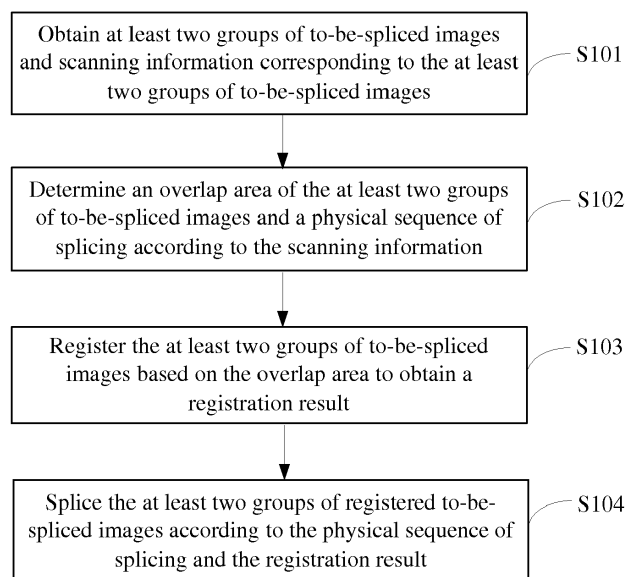 Obtain at least two groups of to-be-spliced images
and scanning information corresponding to the at least
two groups of to-be-spliced images
S101
Determine an overlap area of the at least two groups
of to-be-spliced images and a physical sequence of
splicing according to the scanning information
S102
Register the at least two groups of to-be-spliced
images based on the overlap area to obtain a
registration result
S103
Splice the at least two groups of registered to-be-
spliced images according to the physical sequence of
splicing and the registration result
S104